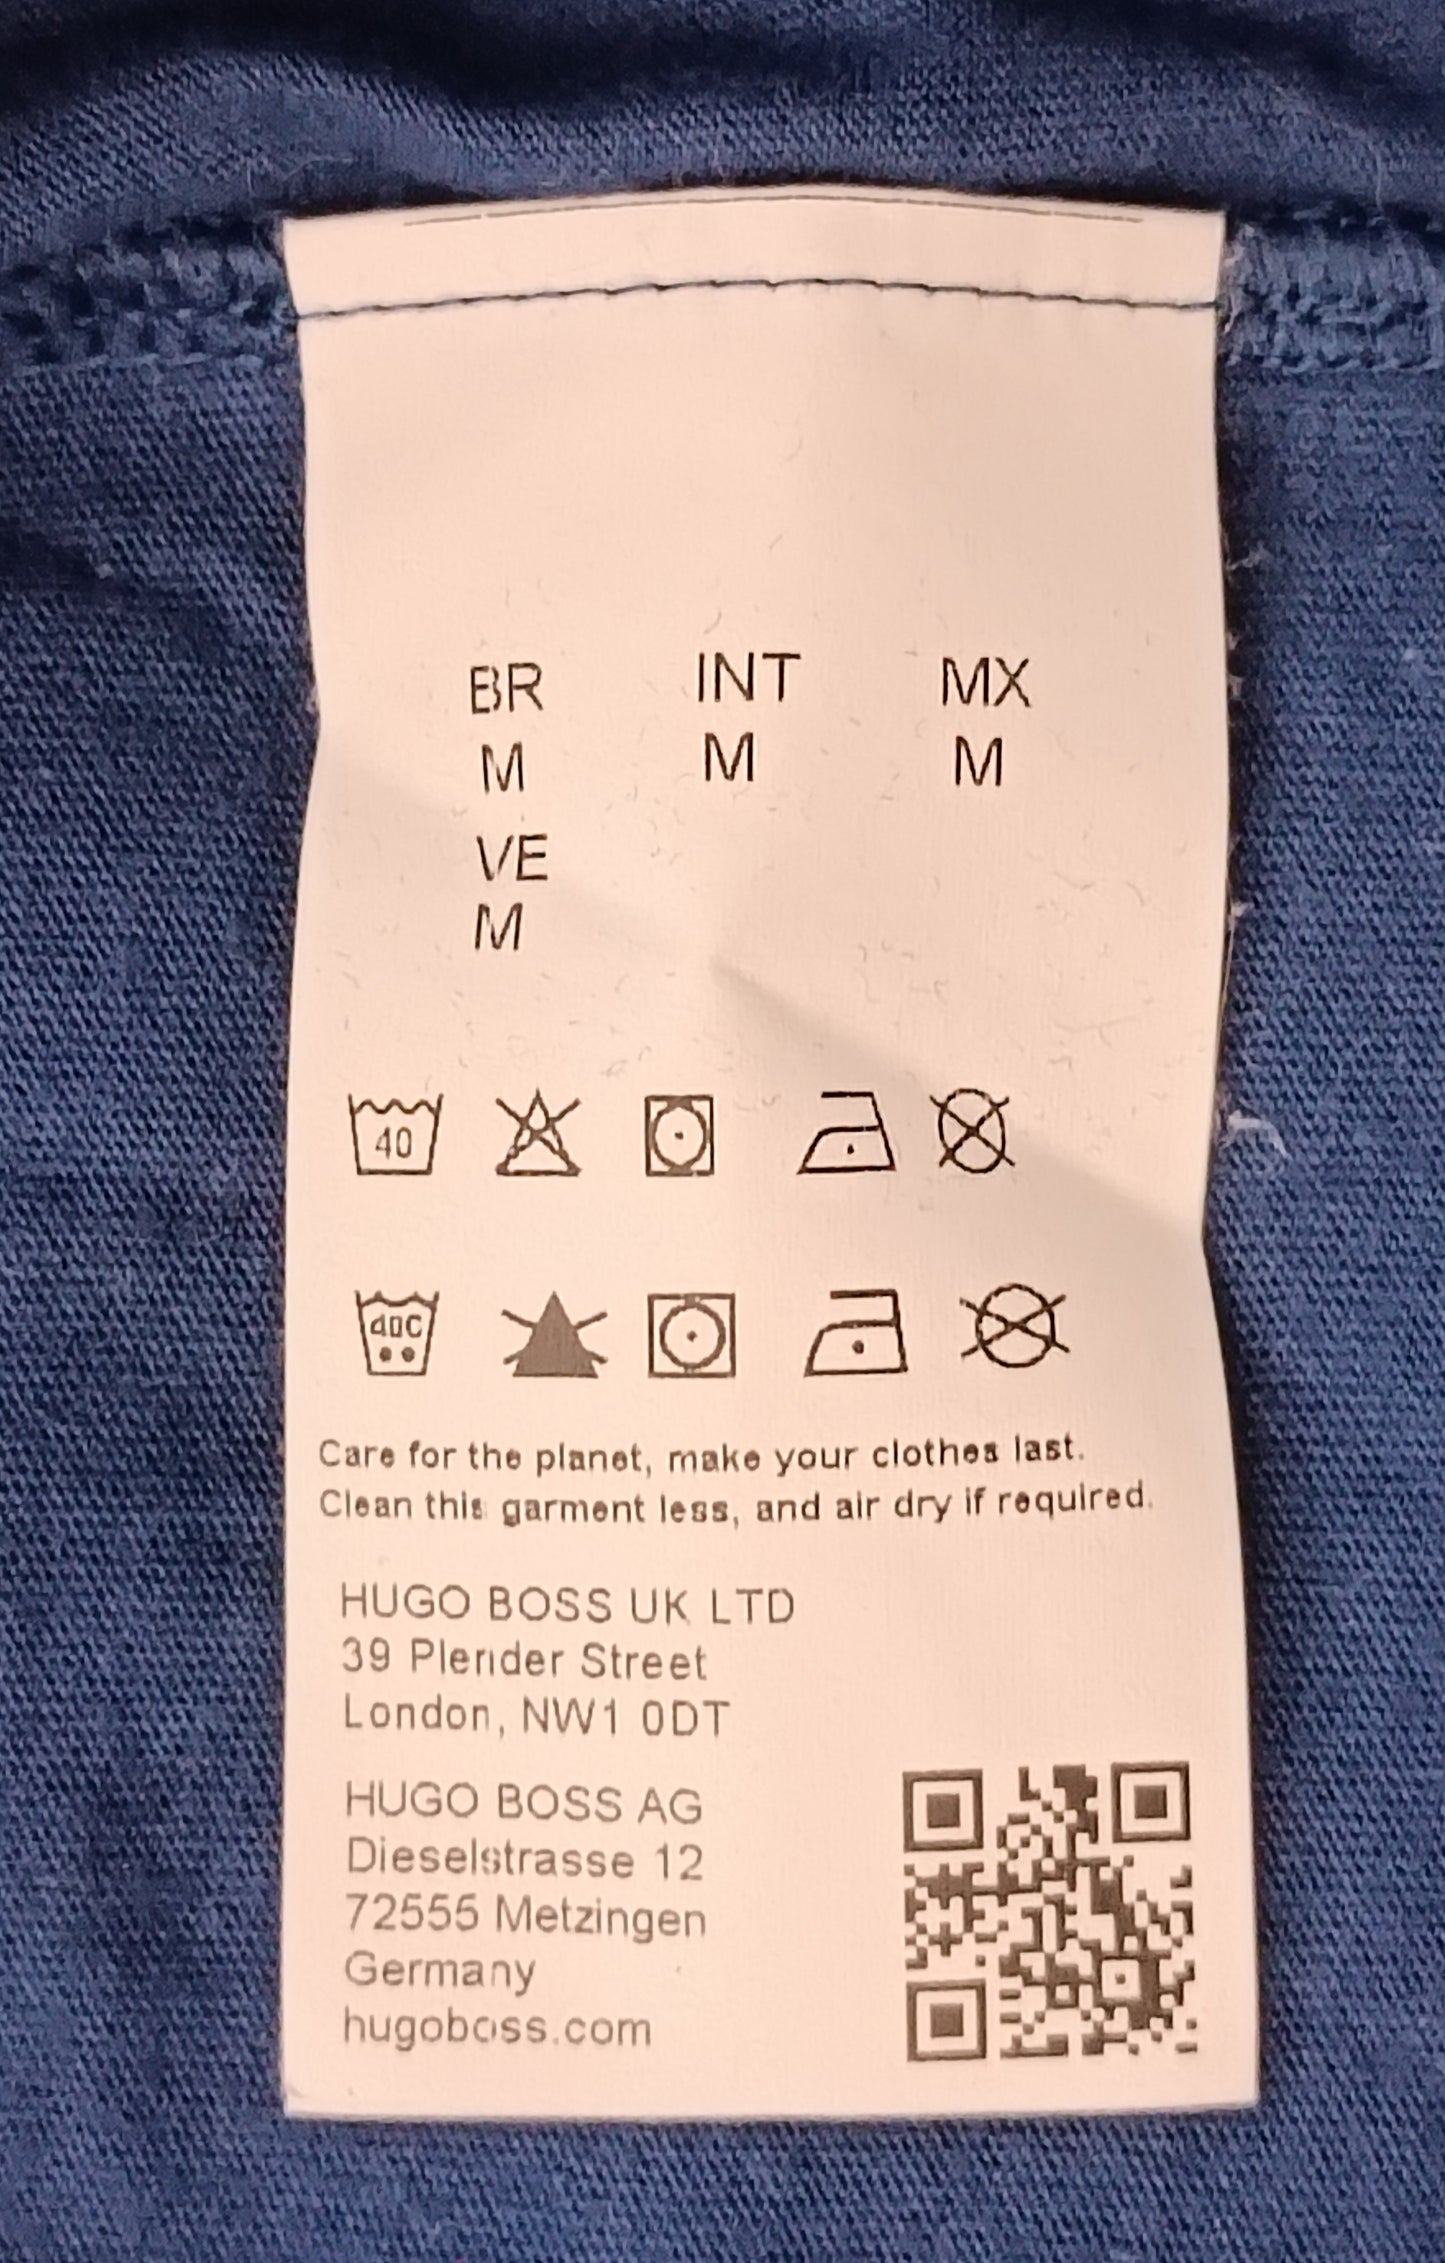 BR INT MX
M M M
VE
M
40
40C
Care for the planet, make your clothes last.
Clean this garment less, and air dry if required.
HUGO BOSS UK LTD
39 Plender Street
London, NW1 0DT
HUGO BOSS AG
Dieselstrasse 12
72555 Metzingen
Germany
hugoboss.com